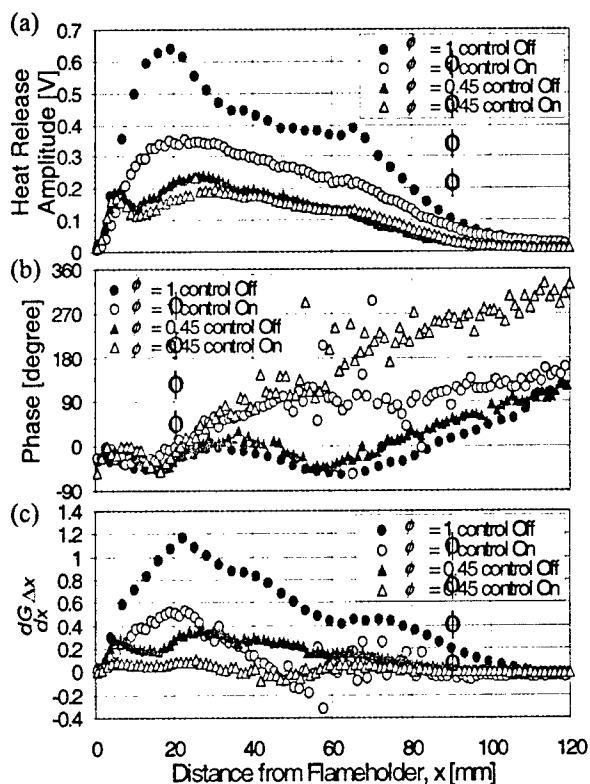 (a)
0.7
0.6
0.5
0.4
0.3
0.2
0.1
0
Heat Release
Amplitude [V]
ϕ = 1 control Off
ϕ = control On
ϕ = 0.45 control Off
ϕ = 0.45 control On
(b)
360
270
180
90
0
-90
Phase [degree]
ϕ = 1 control Off
ϕ = control On
ϕ = 0.45 control Off
ϕ = 0.45 control On
(c)
1.4
1.2
1
0.8
0.6
0.4
0.2
0
-0.2
-0.4
dG/dx Δx
ϕ = 1 control Off
ϕ = control On
ϕ = 0.45 control Off
ϕ = 0.45 control On
0 20 40 60 80 100 120
Distance from Flameholder, x [mm]